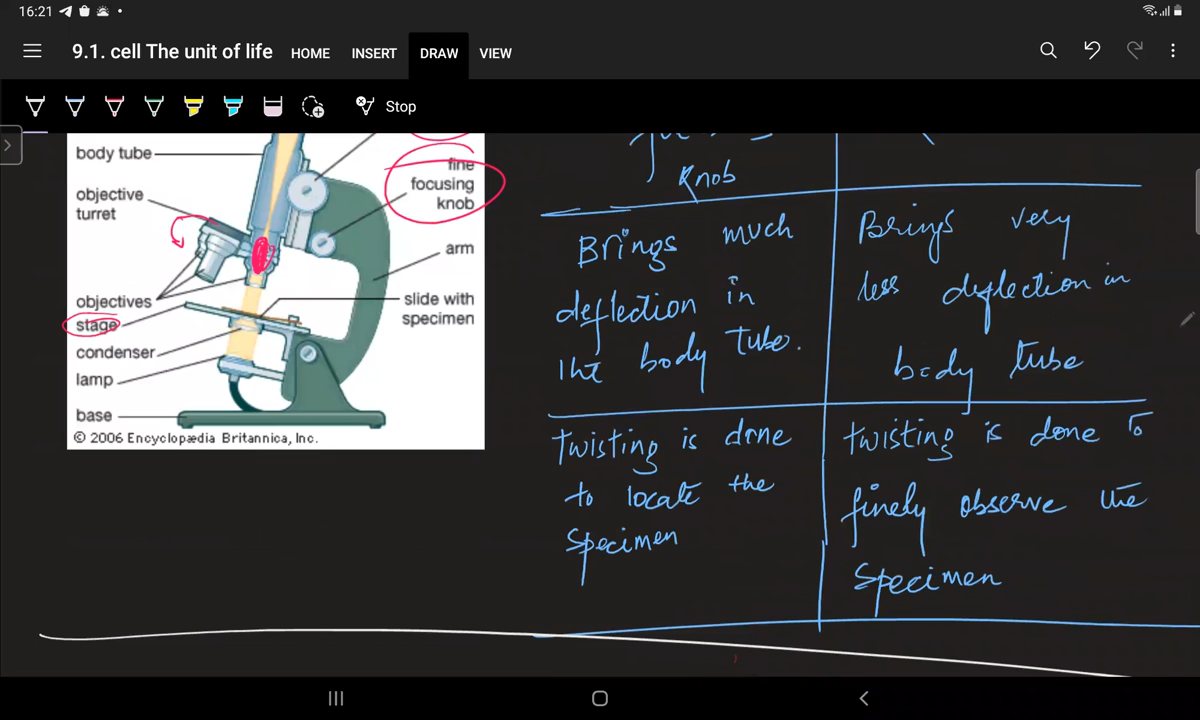 16:21
9.1. cell The unit of life HOME INSERT DRAW VIEW
Stop
body tube
objective
turret
objectives
stage
condenser
lamp
base
fine
focusing
knob
arm
slide with
specimen
© 2006 Encyclopædia Britannica, Inc.
Knob
Brings much
deflection in
the body tube.
Brings very
less deflection in
body tube
Twisting is done
to locate the
specimen
twisting is done to
finely observe the
specimen